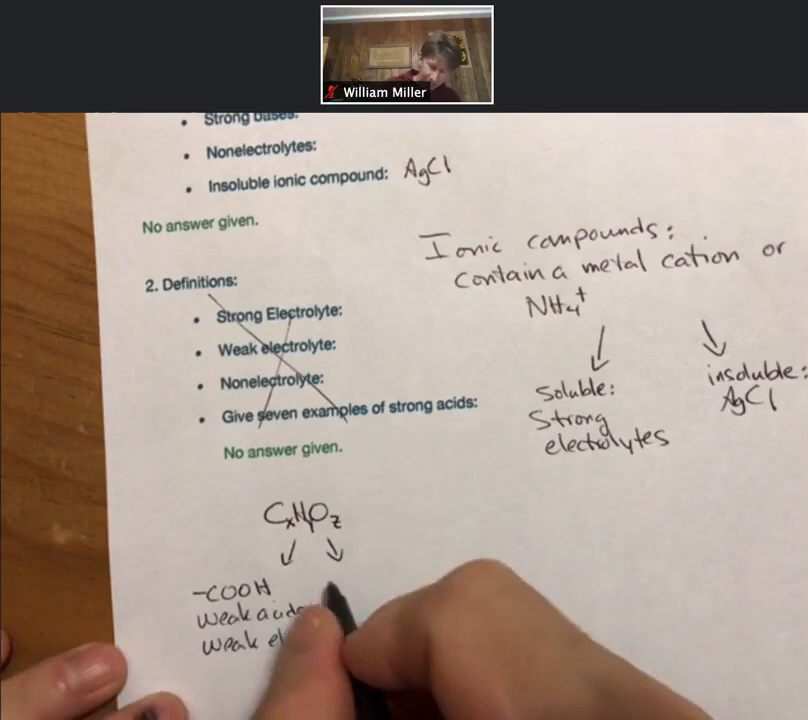 William Miller
• Strong bases:
• Nonelectrolytes:
• Insoluble ionic compound: AgCl
No answer given.
Ionic compounds:
contain a metal cation or
NH₄⁺
2. Definitions:
• Strong Electrolyte:
• Weak electrolyte:
• Nonelectrolyte:
• Give seven examples of strong acids:
No answer given.
Soluble:
Strong
electrolytes
insoluble:
AgCl
-COOH
weak acids
weak